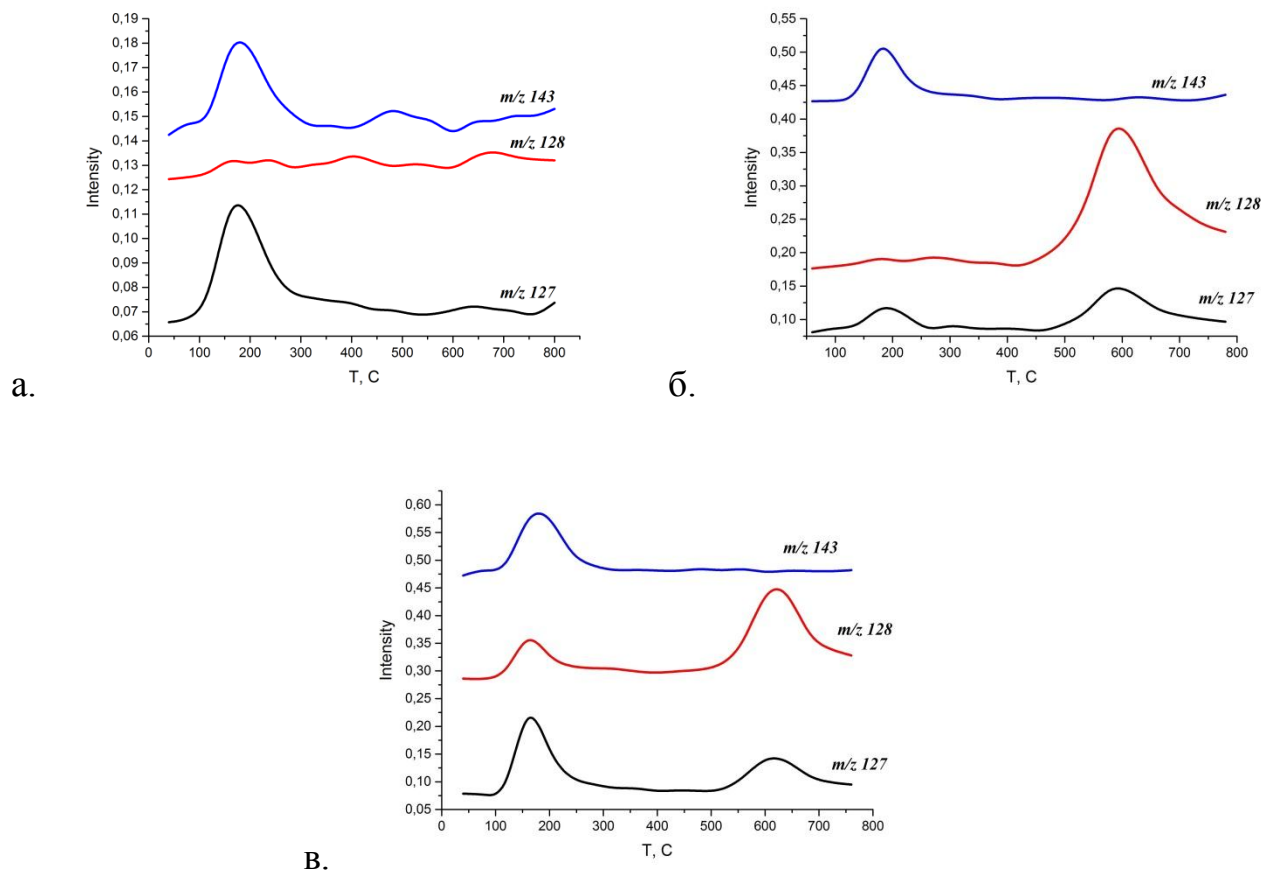 0,19
0,18
0,17
0,16
0,15
0,14
0,13
0,12
0,11
0,10
0,09
0,08
0,07
0,06
Intensity
m/z 143
m/z 128
m/z 127
0 100 200 300 400 500 600 700 800
T, C
а.
0,55
0,50
0,45
0,40
0,35
0,30
0,25
0,20
0,15
0,10
Intensity
m/z 143
m/z 128
m/z 127
100 200 300 400 500 600 700 800
T, C
б.
0,60
0,55
0,50
0,45
0,40
0,35
0,30
0,25
0,20
0,15
0,10
0,05
Intensity
m/z 143
m/z 128
m/z 127
0 100 200 300 400 500 600 700 800
T, C
в.